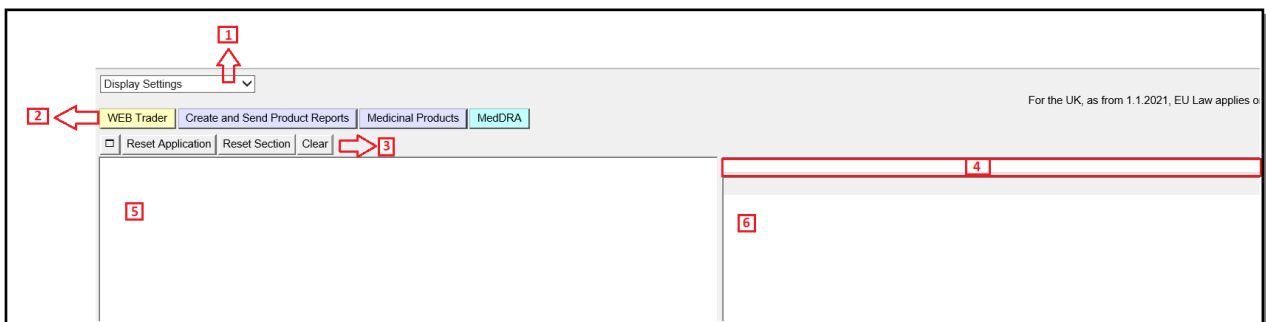 1
Display Settings
For the UK, as from 1.1.2021, EU Law applies o
2
WEB Trader Create and Send Product Reports Medicinal Products MedDRA
Reset Application Reset Section Clear
3
4
5
6